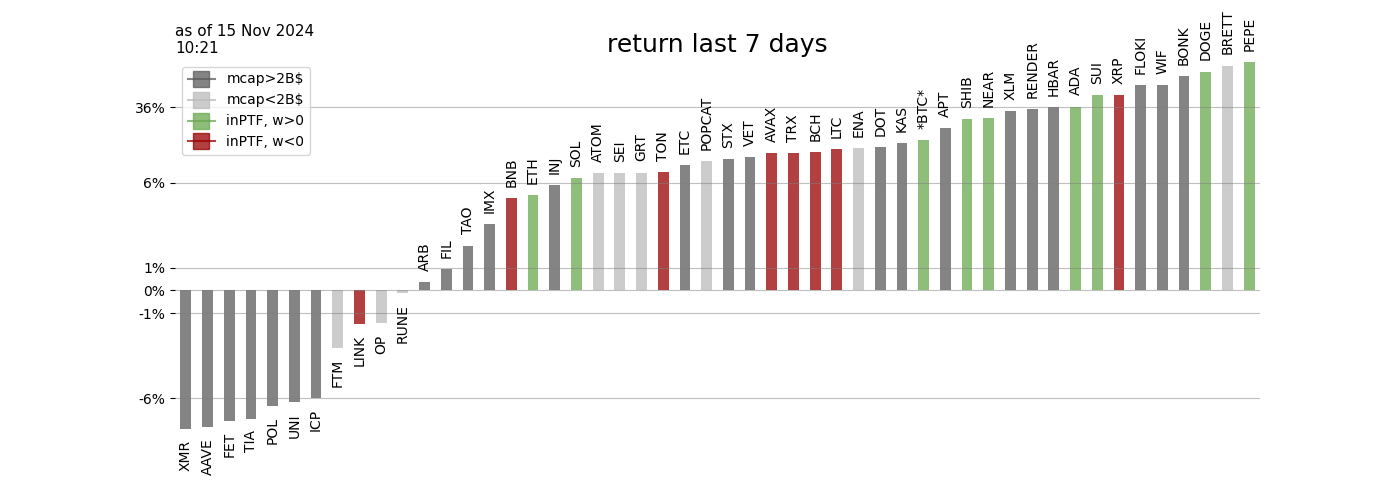 as of 15 Nov 2024
10:21
return last 7 days
mcap>2B$
mcap<2B$
inPTF, w>0
inPTF, w<0
36%
6%
1%
0%
-1%
-6%
XMR
AAVE
FET
TIA
POL
UNI
ICP
FTM
LINK
OP
RUNE
ARB
FIL
TAO
IMX
BNB
ETH
INJ
SOL
ATOM
SEI
GRT
TON
ETC
POPCAT
STX
VET
AVAX
TRX
BCH
LTC
ENA
DOT
KAS
*BTC*
APT
SHIB
NEAR
XLM
RENDER
HBAR
ADA
SUI
XRP
FLOKI
WIF
BONK
DOGE
BRETT
PEPE